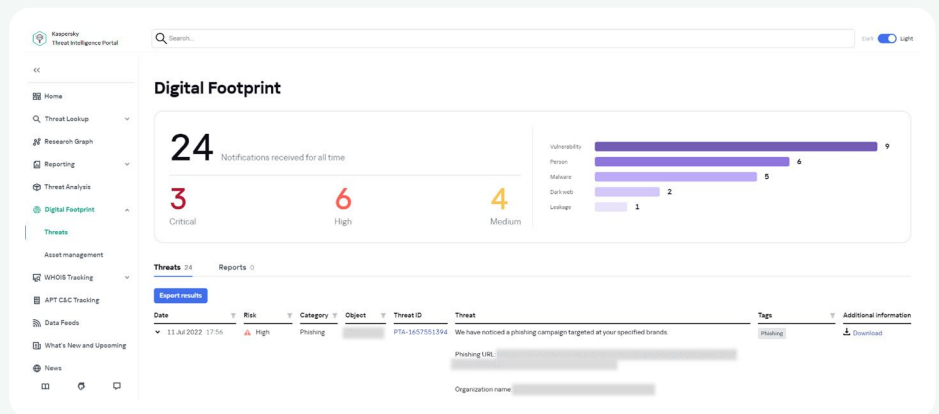 Kaspersky
Threat Intelligence Portal
Search...
Dark Light
Home
Threat Lookup
Research Graph
Reporting
Threat Analysis
Digital Footprint
Threats
Asset management
WHOIS Tracking
APT C&C Tracking
Data Feeds
What's New and Upcoming
News
Digital Footprint
24 Notifications received for all time
3 6 4
Critical High Medium
Vulnerability 9
Person 6
Malware 5
Darkweb 2
Leakage 1
Threats 24 Reports 0
Export results
Date Risk Category Object Threat ID Threat Tags Additional information
11 Jul 2022 17:56 High Phishing PTA-1657551394 We have noticed a phishing campaign targeted at your specified brands. Phishing Download
Phishing URL:
Organization name: